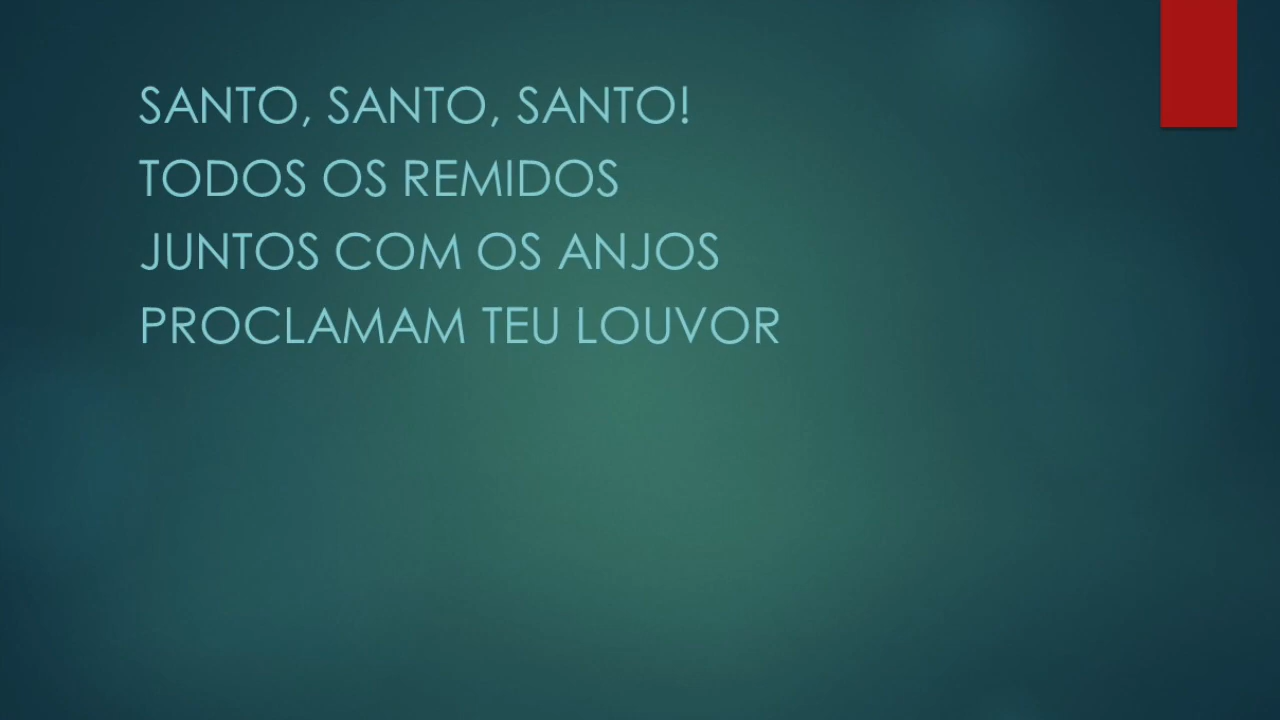 SANTO, SANTO, SANTO!
TODOS OS REMIDOS
JUNTOS COM OS ANJOS
PROCLAMAM TEU LOUVOR